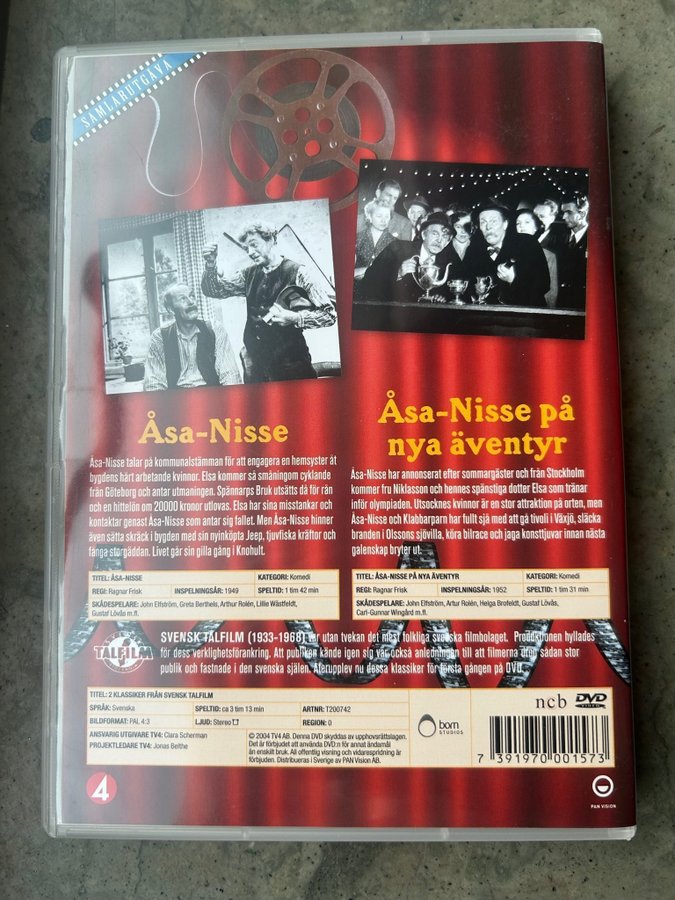 SAMLARUTGÅVA
Åsa-Nisse
Åsa-Nisse talar på kommunalstämman för att engagera en hemsyster åt
bygdens hårt arbetande kvinnor. Elsa kommer så småningom cyklande
från Göteborg och antar utmaningen. Spännarps Bruk utsätts då för rån
och en hittelön om 20000 kronor utlovas. Elsa har sina misstankar och
kontaktar genast Åsa-Nisse som antar sig fallet. Men Åsa-Nisse hinner
även sätta skräck i bygden med sin nyinköpta Jeep, tjuvfiska kräftor och
fånga storgäddan. Livet går sin gilla gång i Knohult.
TITEL: ÅSA-NISSE
KATEGORI: Komedi
REGI: Ragnar Frisk
INSPELNINGSÅR: 1949
SPELTID: 1 tim 42 min
SKÅDESPELARE: John Elfström, Greta Berthels, Arthur Rolén, Lillie Wästfeldt,
Gustaf Lövås m.fl.
Åsa-Nisse på
nya äventyr
Åsa-Nisse har annonserat efter sommargäster och från Stockholm
kommer fru Niklasson och hennes spänstiga dotter Elsa som tränar
inför olympiaden. Utsocknes kvinnor är en stor attraktion på orten, men
Åsa-Nisse och Klabbarparn har fullt sjå med att gå tivoli i Växjö, släcka
branden i Olssons sjövilla, köra bilrace och jaga konsttjuvar innan nästa
galenskap bryter ut.
TITEL: ÅSA-NISSE PÅ NYA ÄVENTYR
KATEGORI: Komedi
REGI: Ragnar Frisk
INSPELNINGSÅR: 1952
SPELTID: 1 tim 31 min
SKÅDESPELARE: John Elfström, Artur Rolén, Helga Brofeldt, Gustaf Lövås,
Carl-Gunnar Wingård m.fl.
TALFILM
SVENSK TALFILM (1933-1968) är utan tvekan det mest folkliga svenska filmbolaget. Produktionen hyllades
för dess verklighetsförankring. Att publiken kände igen sig var också anledningen till att filmerna drog sådan stor
publik och fastnade i den svenska själen. Återupplev nu dessa klassiker för första gången på DVD.
TITEL: 2 KLASSIKER FRÅN SVENSK TALFILM
SPRÅK: Svenska
SPELTID: ca 3 tim 13 min
ARTNR: T200742
BILDFORMAT: PAL 4:3
LJUD: Stereo
REGION: 0
ANSVARIG UTGIVARE TV4: Clara Scherman
PROJEKTLEDARE TV4: Jonas Belthe
© 2004 TV4 AB. Denna DVD skyddas av upphovsrättslagen.
Det är förbjudet att använda DVD:n för annat ändamål
än enskilt bruk. All offentlig visning och vidarespridning är
förbjuden. Distribueras i Sverige av PAN Vision AB.
born
STUDIOS
ncb
DVD
VIDEO
7 391970 001573
4
PAN VISION